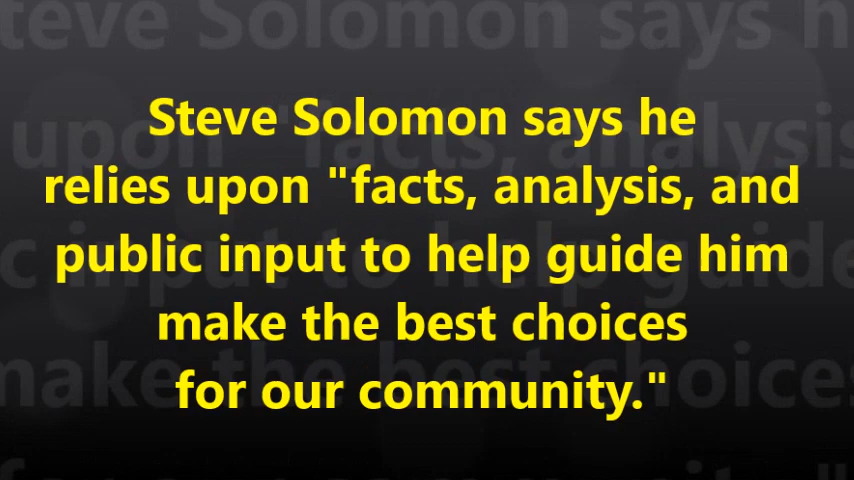 Steve Solomon says he
relies upon "facts, analysis, and
public input to help guide him
make the best choices
for our community."